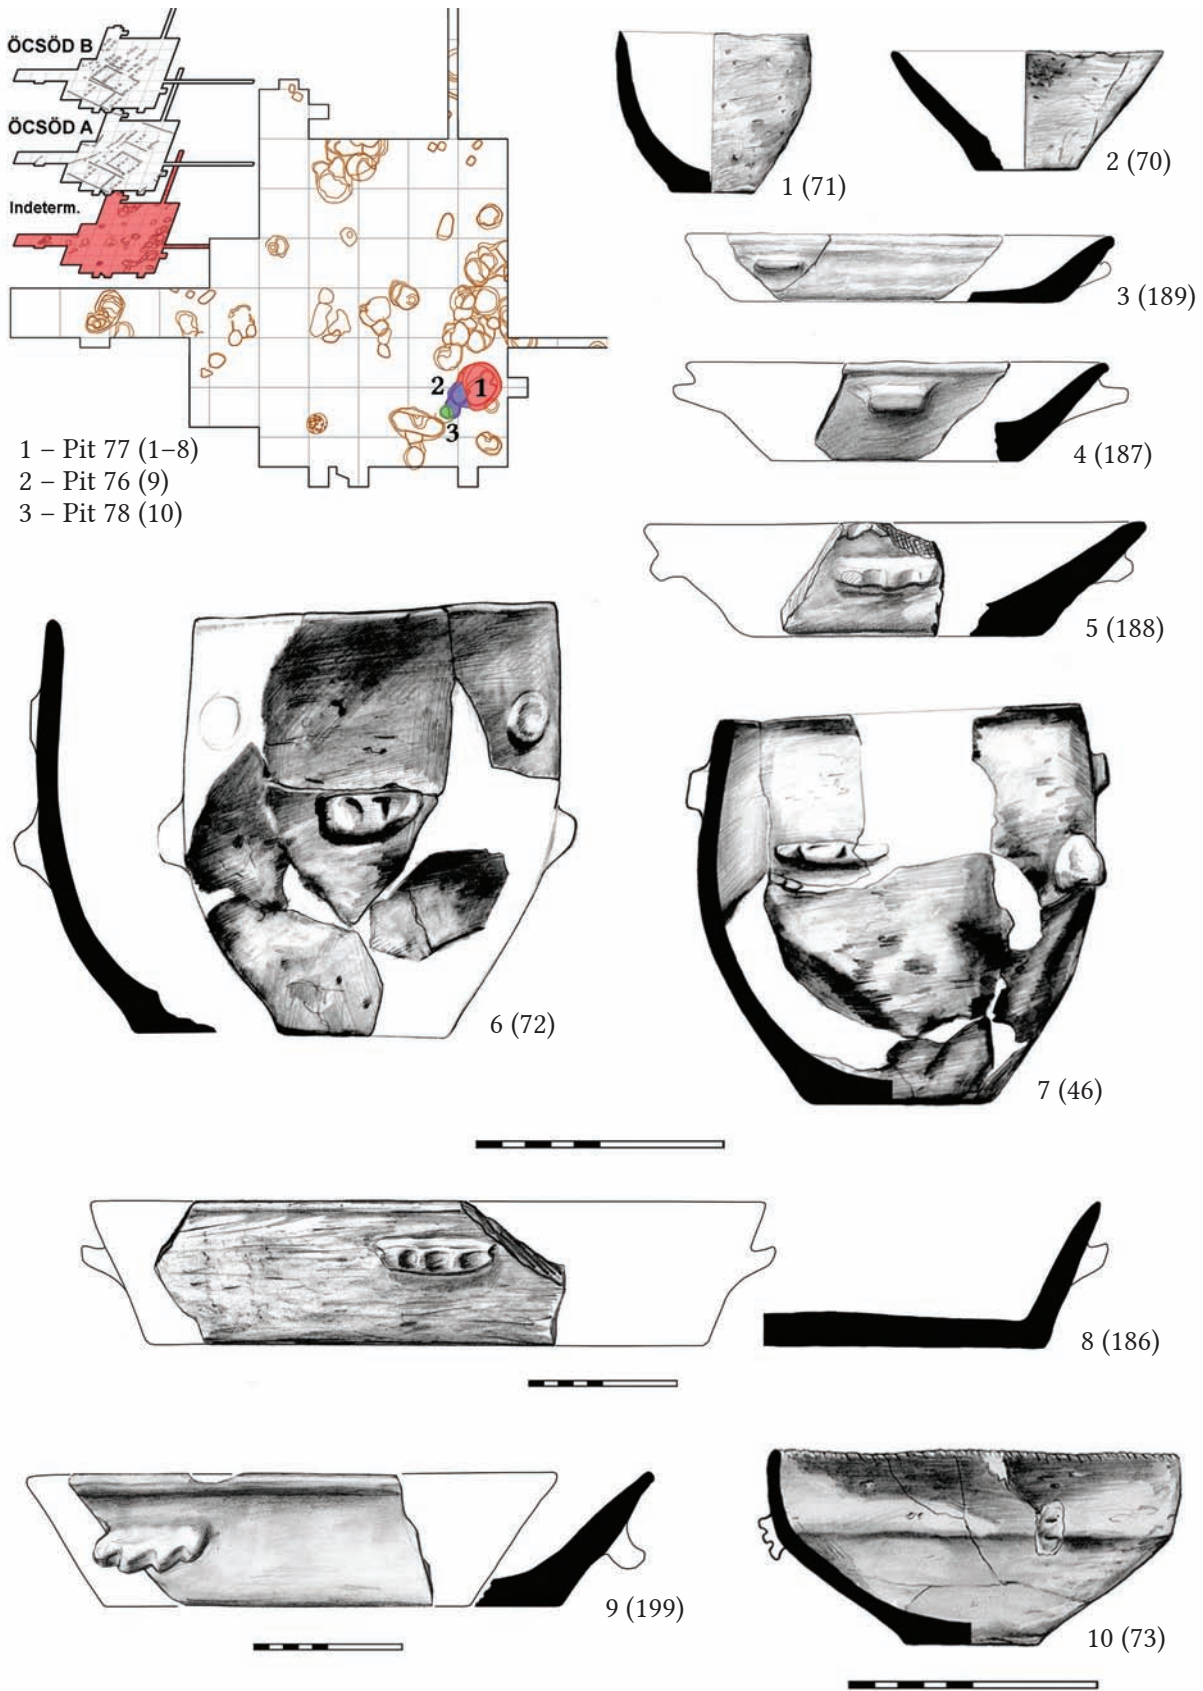 ÖCSÖD B
ÖCSÖD A
Indeterm.
2
1
3
1 – Pit 77 (1–8)
2 – Pit 76 (9)
3 – Pit 78 (10)
1 (71)
2 (70)
3 (189)
4 (187)
5 (188)
6 (72)
7 (46)
8 (186)
9 (199)
10 (73)